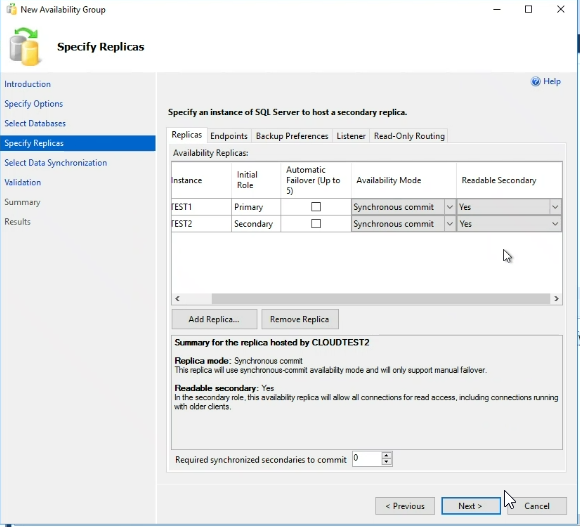 New Availability Group
Specify Replicas
Introduction
Specify Options
Select Databases
Specify Replicas
Select Data Synchronization
Validation
Summary
Results
Help
Specify an instance of SQL Server to host a secondary replica.
Replicas Endpoints Backup Preferences Listener Read-Only Routing
Availability Replicas:
Instance Initial Role Automatic Failover (Up to 5) Availability Mode Readable Secondary
TEST1 Primary Synchronous commit Yes
TEST2 Secondary Synchronous commit Yes
Add Replica... Remove Replica
Summary for the replica hosted by CLOUDTEST2
Replica mode: Synchronous commit
This replica will use synchronous-commit availability mode and will only support manual failover.
Readable secondary: Yes
In the secondary role, this availability replica will allow all connections for read access, including connections running
with older clients.
Required synchronized secondaries to commit 0
< Previous Next > Cancel